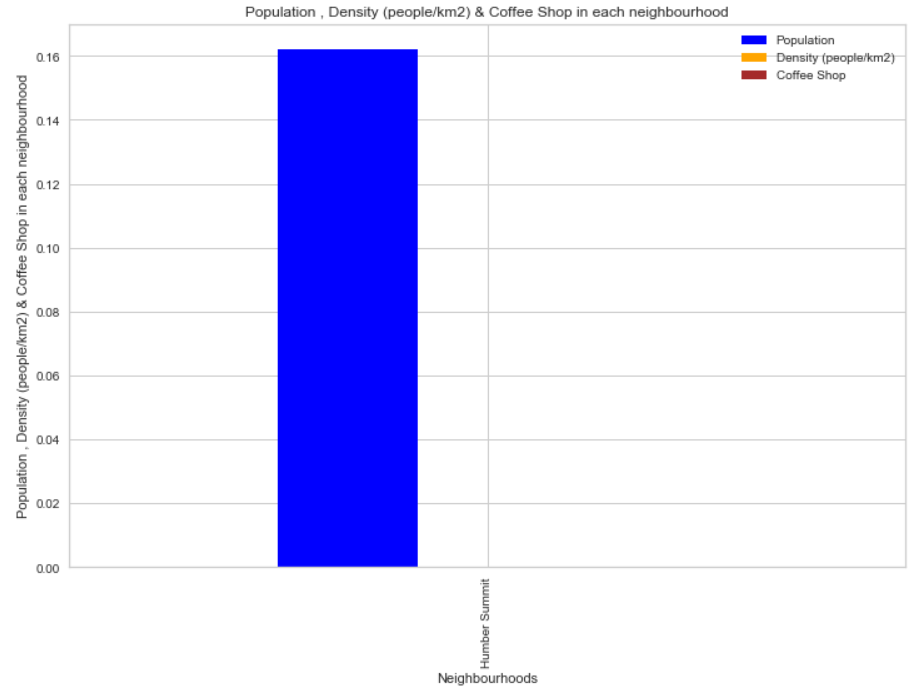 Population , Density (people/km2) & Coffee Shop in each neighbourhood
Population
Density (people/km2)
Coffee Shop
Population , Density (people/km2) & Coffee Shop in each neighbourhood
0.16
0.14
0.12
0.10
0.08
0.06
0.04
0.02
0.00
Humber Summit
Neighbourhoods